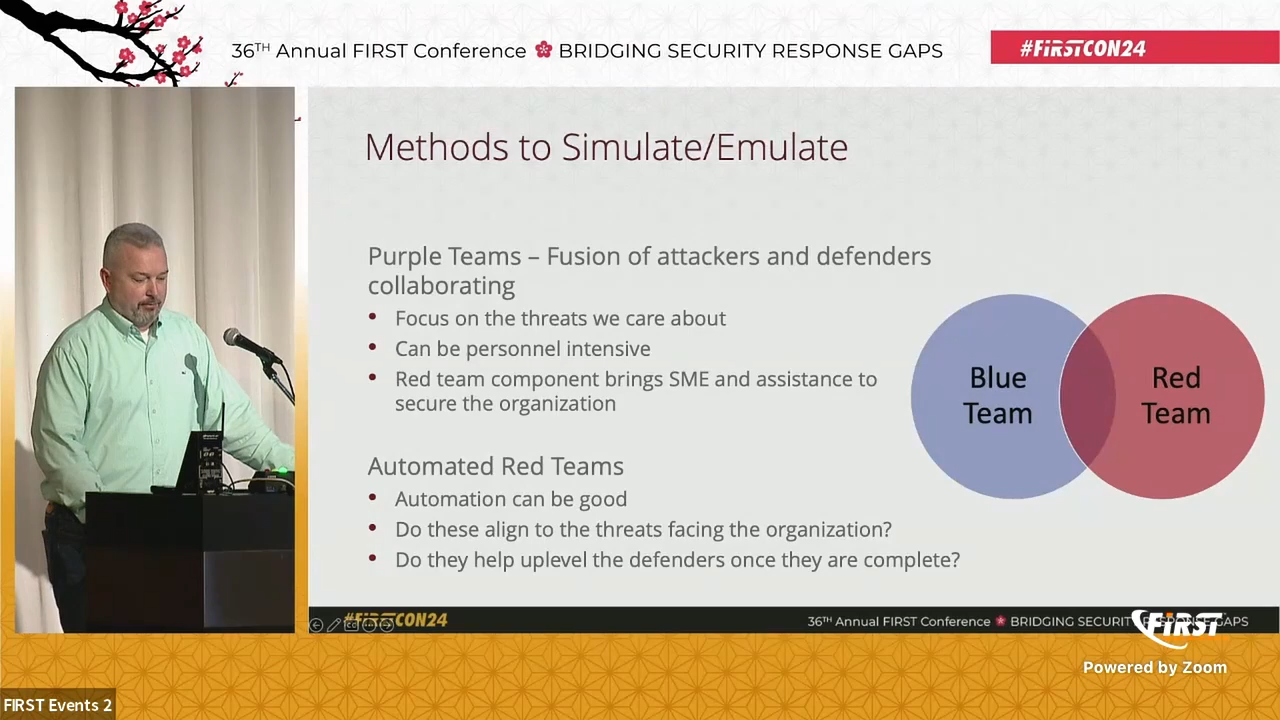 36TH Annual FIRST Conference BRIDGING SECURITY RESPONSE GAPS
#FiRSTCON24
Methods to Simulate/Emulate
Purple Teams – Fusion of attackers and defenders
collaborating
• Focus on the threats we care about
• Can be personnel intensive
• Red team component brings SME and assistance to
secure the organization
Blue
Team
Red
Team
Automated Red Teams
• Automation can be good
• Do these align to the threats facing the organization?
• Do they help uplevel the defenders once they are complete?
#FiRSTCON24
36TH Annual FIRST Conference BRIDGING SECURITY RESPONSE GAPS
FiRST
Powered by Zoom
FIRST Events 2